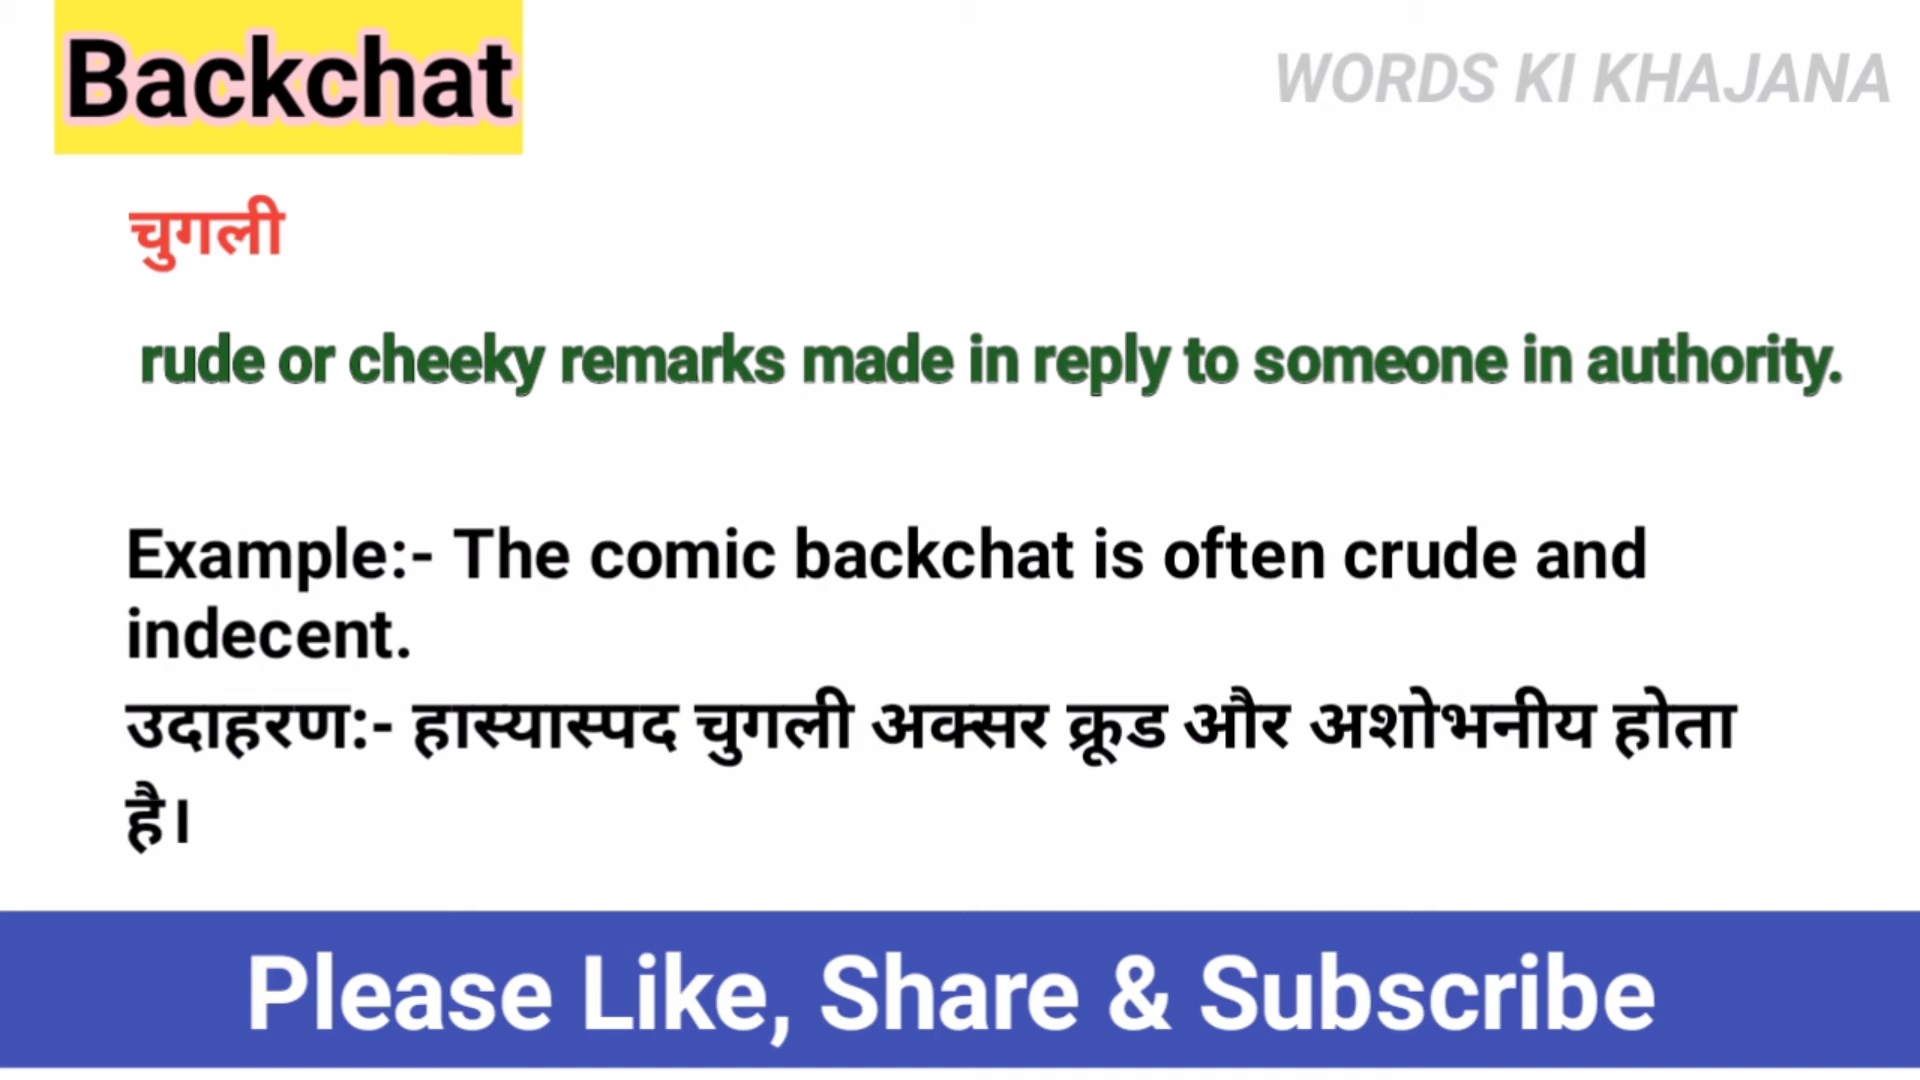 Backchat
WORDS KI KHAJANA
चुगली
rude or cheeky remarks made in reply to someone in authority.
Example:- The comic backchat is often crude and
indecent.
उदाहरण:- हास्यास्पद चुगली अक्सर क्रूड और अशोभनीय होता
है।
Please Like, Share & Subscribe